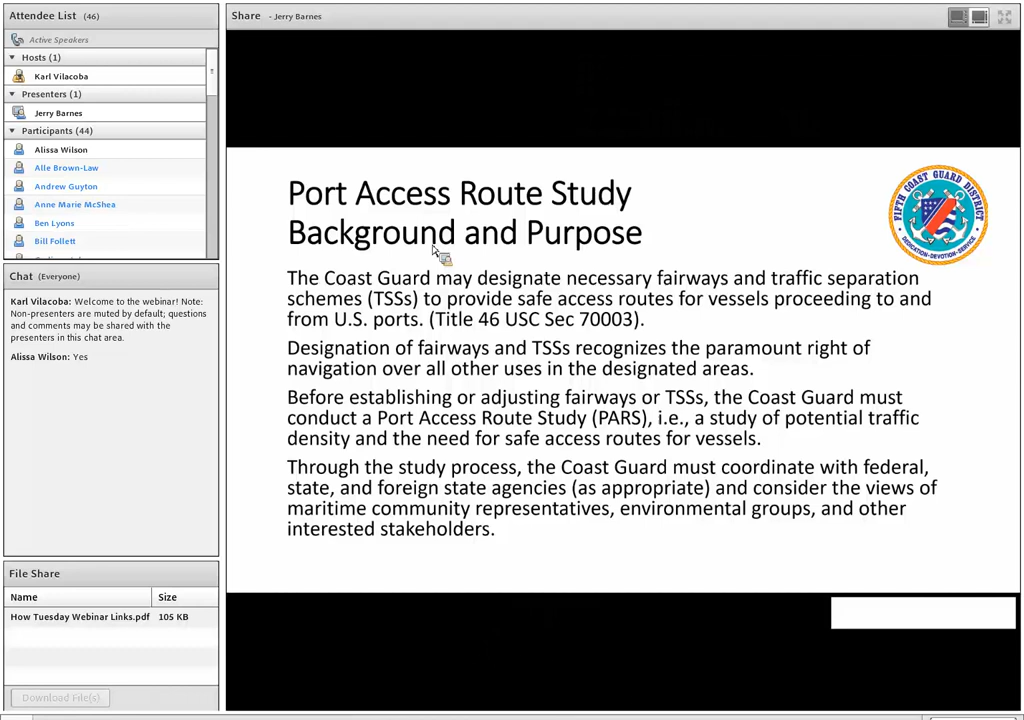 Attendee List (46)
Active Speakers
Hosts (1)
Karl Vilacoba
Presenters (1)
Jerry Barnes
Participants (44)
Alissa Wilson
Alle Brown-Law
Andrew Guyton
Anne Marie McShea
Ben Lyons
Bill Follett
Chat (Everyone)
Karl Vilacoba: Welcome to the webinar! Note:
Non-presenters are muted by default; questions
and comments may be shared with the
presenters in this chat area.
Alissa Wilson: Yes
File Share
Name Size
How Tuesday Webinar Links.pdf 105 KB
Download File(s)
Share - Jerry Barnes
Port Access Route Study
Background and Purpose
FIFTH COAST GUARD DISTRICT
DEDICATION-DEVOTION-SERVICE
The Coast Guard may designate necessary fairways and traffic separation
schemes (TSSs) to provide safe access routes for vessels proceeding to and
from U.S. ports. (Title 46 USC Sec 70003).
Designation of fairways and TSSs recognizes the paramount right of
navigation over all other uses in the designated areas.
Before establishing or adjusting fairways or TSSs, the Coast Guard must
conduct a Port Access Route Study (PARS), i.e., a study of potential traffic
density and the need for safe access routes for vessels.
Through the study process, the Coast Guard must coordinate with federal,
state, and foreign state agencies (as appropriate) and consider the views of
maritime community representatives, environmental groups, and other
interested stakeholders.